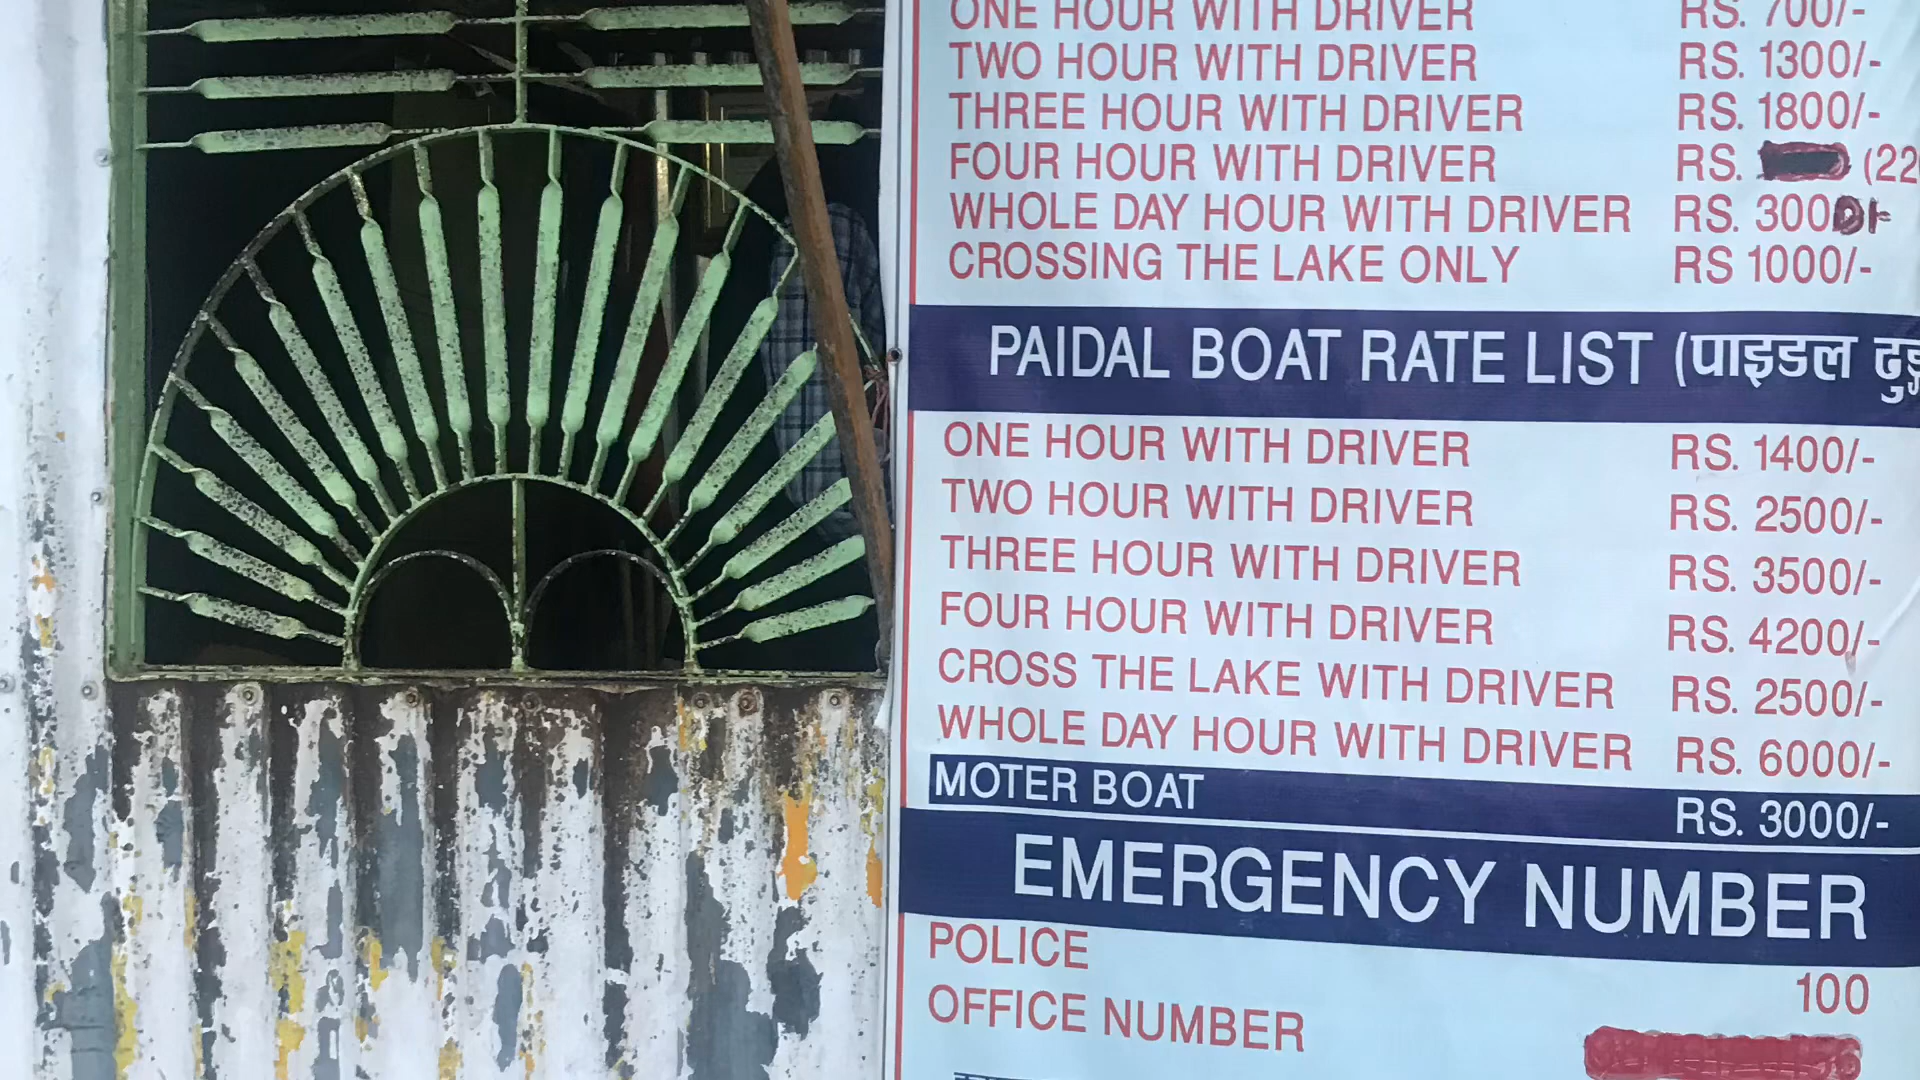 ONE HOUR WITH DRIVER RS. 700/-
TWO HOUR WITH DRIVER RS. 1300/-
THREE HOUR WITH DRIVER RS. 1800/-
FOUR HOUR WITH DRIVER RS. (22
WHOLE DAY HOUR WITH DRIVER RS. 3000/-
CROSSING THE LAKE ONLY RS 1000/-
PAIDAL BOAT RATE LIST (पाइडल
ONE HOUR WITH DRIVER RS. 1400/-
TWO HOUR WITH DRIVER RS. 2500/-
THREE HOUR WITH DRIVER RS. 3500/-
FOUR HOUR WITH DRIVER RS. 4200/-
CROSS THE LAKE WITH DRIVER RS. 2500/-
WHOLE DAY HOUR WITH DRIVER RS. 6000/-
MOTER BOAT RS. 3000/-
EMERGENCY NUMBER
POLICE 100
OFFICE NUMBER